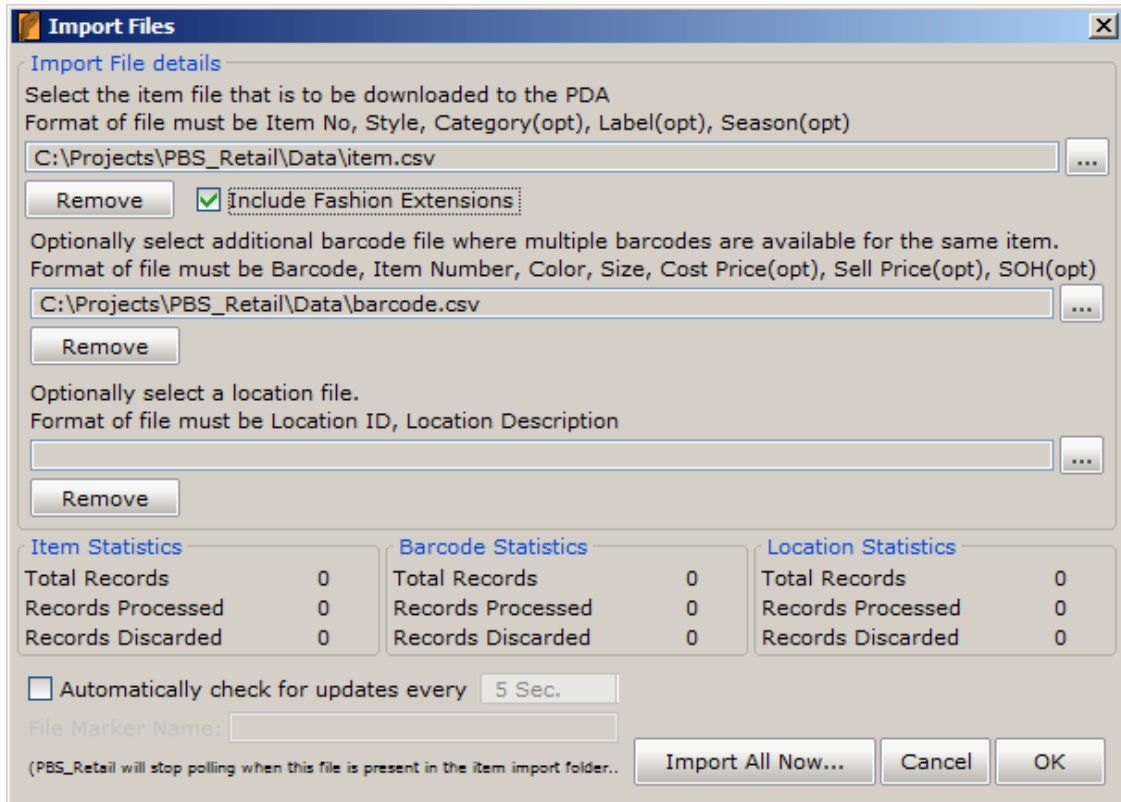 Import Files
Import File details
Select the item file that is to be downloaded to the PDA
Format of file must be Item No, Style, Category(opt), Label(opt), Season(opt)
C:\Projects\PBS_Retail\Data\item.csv ...
Remove Include Fashion Extensions
Optionally select additional barcode file where multiple barcodes are available for the same item.
Format of file must be Barcode, Item Number, Color, Size, Cost Price(opt), Sell Price(opt), SOH(opt)
C:\Projects\PBS_Retail\Data\barcode.csv ...
Remove
Optionally select a location file.
Format of file must be Location ID, Location Description
...
Remove
Item Statistics Barcode Statistics Location Statistics
Total Records 0 Total Records 0 Total Records 0
Records Processed 0 Records Processed 0 Records Processed 0
Records Discarded 0 Records Discarded 0 Records Discarded 0
Automatically check for updates every 5 Sec.
File Marker Name:
(PBS_Retail will stop polling when this file is present in the item import folder..
Import All Now... Cancel OK